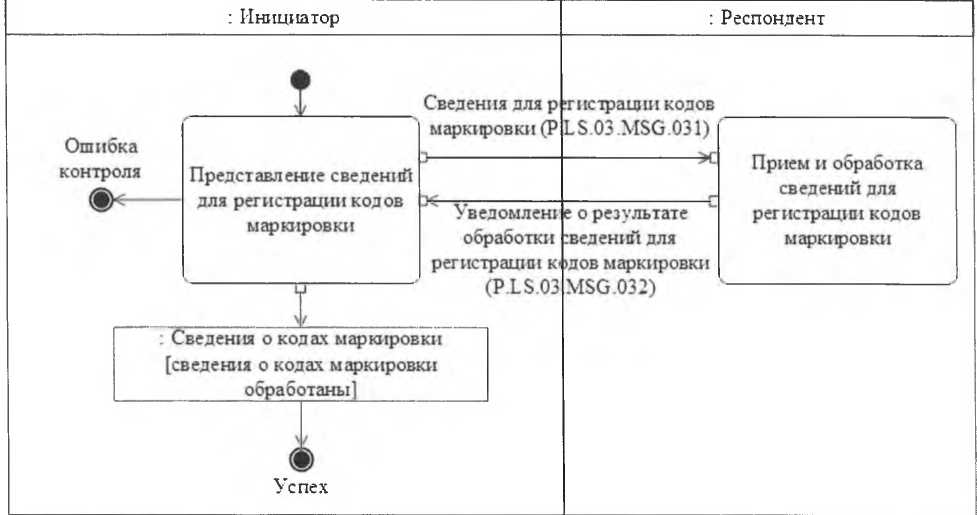 : Инициатор
: Респондент
Сведения для регистрации кодов
маркировки (P.LS.03.MSG.031)
Ошибка
контроля
Представление сведений
для регистрации кодов
маркировки
Прием и обработка
сведений для
регистрации кодов
маркировки
Уведомление о результате
обработки сведений для
регистрации кодов маркировки
(P.LS.03.MSG.032)
: Сведения о кодах маркировки
[сведения о кодах маркировки
обработаны]
Успех